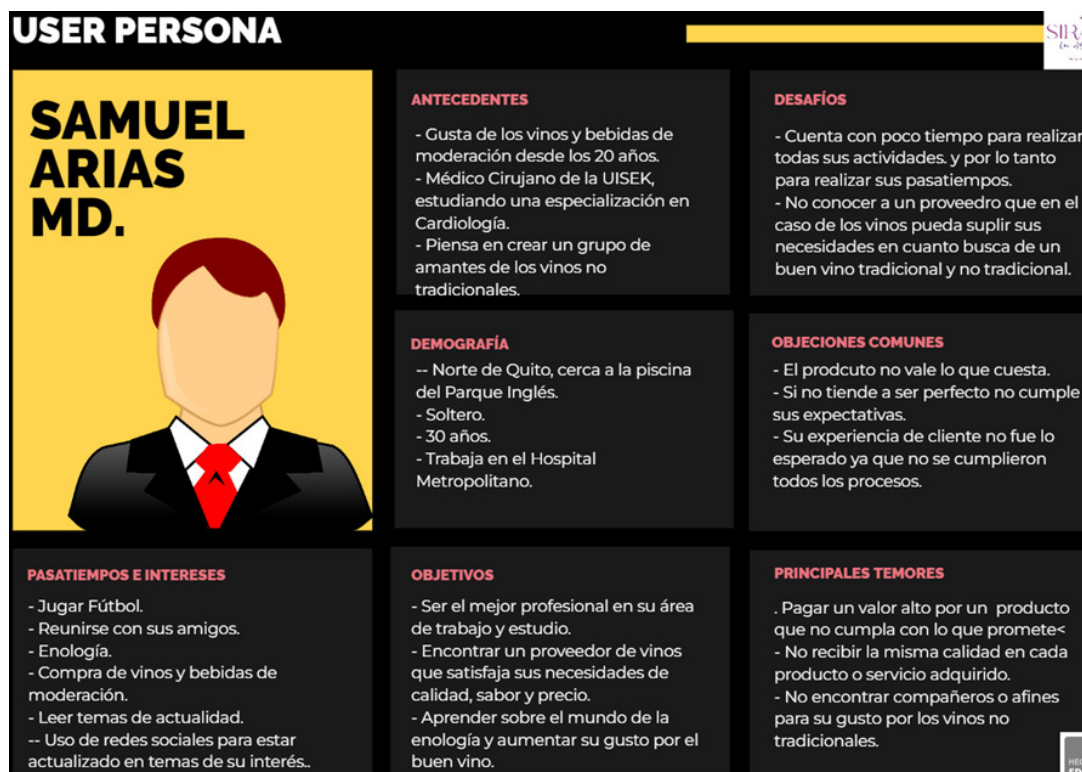 USER PERSONA
SAMUEL
ARIAS
MD.
ANTECEDENTES
- Gusta de los vinos y bebidas de
moderación desde los 20 años.
- Médico Cirujano de la UISEK,
estudiando una especialización en
Cardiología.
- Piensa en crear un grupo de
amantes de los vinos no
tradicionales.
DESAFÍOS
- Cuenta con poco tiempo para realizar
todas sus actividades. y por lo tanto
para realizar sus pasatiempos.
- No conocer a un proveedro que en el
caso de los vinos pueda suplir sus
necesidades en cuanto busca de un
buen vino tradicional y no tradicional.
DEMOGRAFÍA
-- Norte de Quito, cerca a la piscina
del Parque Inglés.
- Soltero.
- 30 años.
- Trabaja en el Hospital
Metropolitano.
OBJECIONES COMUNES
- El prodcuto no vale lo que cuesta.
- Si no tiende a ser perfecto no cumple
sus expectativas.
- Su experiencia de cliente no fue lo
esperado ya que no se cumplieron
todos los procesos.
PASATIEMPOS E INTERESES
- Jugar Fútbol.
- Reunirse con sus amigos.
- Enología.
- Compra de vinos y bebidas de
moderación.
- Leer temas de actualidad.
-- Uso de redes sociales para estar
actualizado en temas de su interés..
OBJETIVOS
- Ser el mejor profesional en su área
de trabajo y estudio.
- Encontrar un proveedor de vinos
que satisfaja sus necesidades de
calidad, sabor y precio.
- Aprender sobre el mundo de la
enología y aumentar su gusto por el
buen vino.
PRINCIPALES TEMORES
. Pagar un valor alto por un producto
que no cumpla con lo que promete<
- No recibir la misma calidad en cada
producto o servicio adquirido.
- No encontrar compañeros o afines
para su gusto por los vinos no
tradicionales.